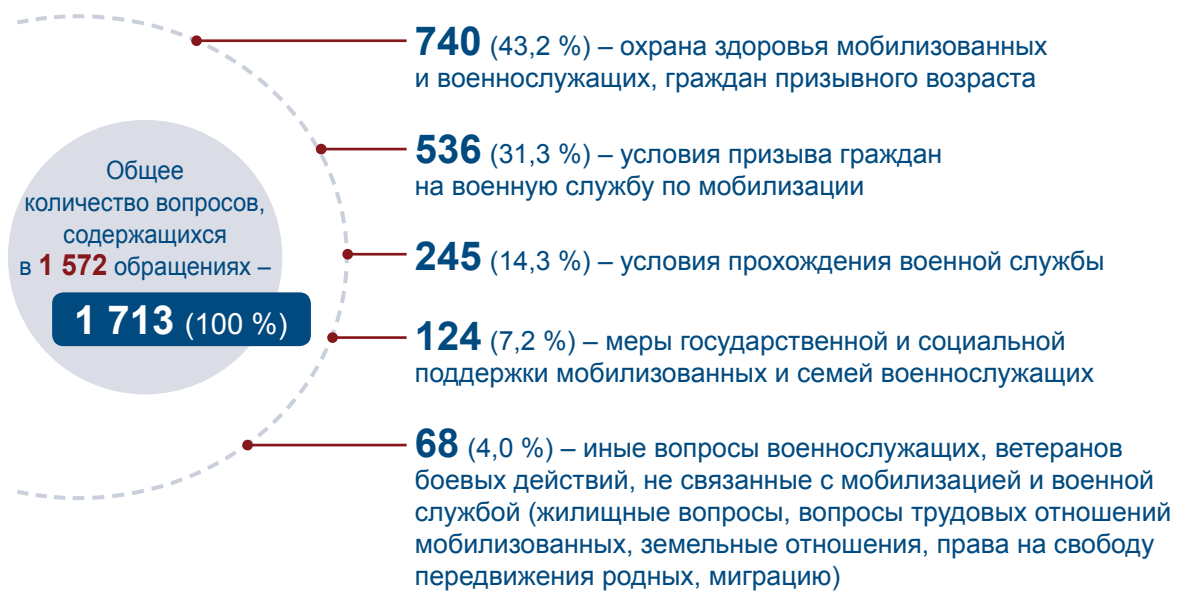 Общее
количество вопросов,
содержащихся
в 1 572 обращениях –
1 713 (100 %)
740 (43,2 %) – охрана здоровья мобилизованных
и военнослужащих, граждан призывного возраста
536 (31,3 %) – условия призыва граждан
на военную службу по мобилизации
245 (14,3 %) – условия прохождения военной службы
124 (7,2 %) – меры государственной и социальной
поддержки мобилизованных и семей военнослужащих
68 (4,0 %) – иные вопросы военнослужащих, ветеранов
боевых действий, не связанные с мобилизацией и военной
службой (жилищные вопросы, вопросы трудовых отношений
мобилизованных, земельные отношения, права на свободу
передвижения родных, миграцию)